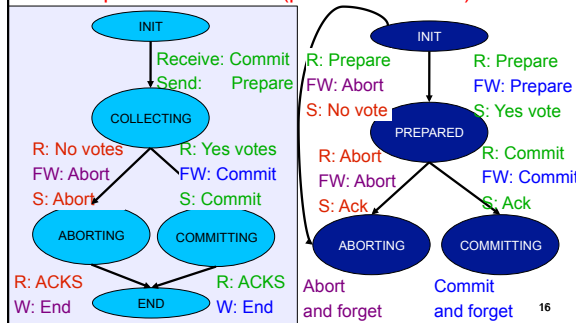 INIT
Receive: Commit
Send: Prepare
COLLECTING
R: No votes
FW: Abort
S: Abort
R: Yes votes
FW: Commit
S: Commit
ABORTING
COMMITTING
R: ACKS
W: End
R: ACKS
W: End
END
INIT
R: Prepare
FW: Abort
S: No vote
R: Prepare
FW: Prepare
S: Yes vote
PREPARED
R: Abort
FW: Abort
S: Ack
R: Commit
FW: Commit
S: Ack
ABORTING
COMMITTING
Abort
and forget
Commit
and forget
16